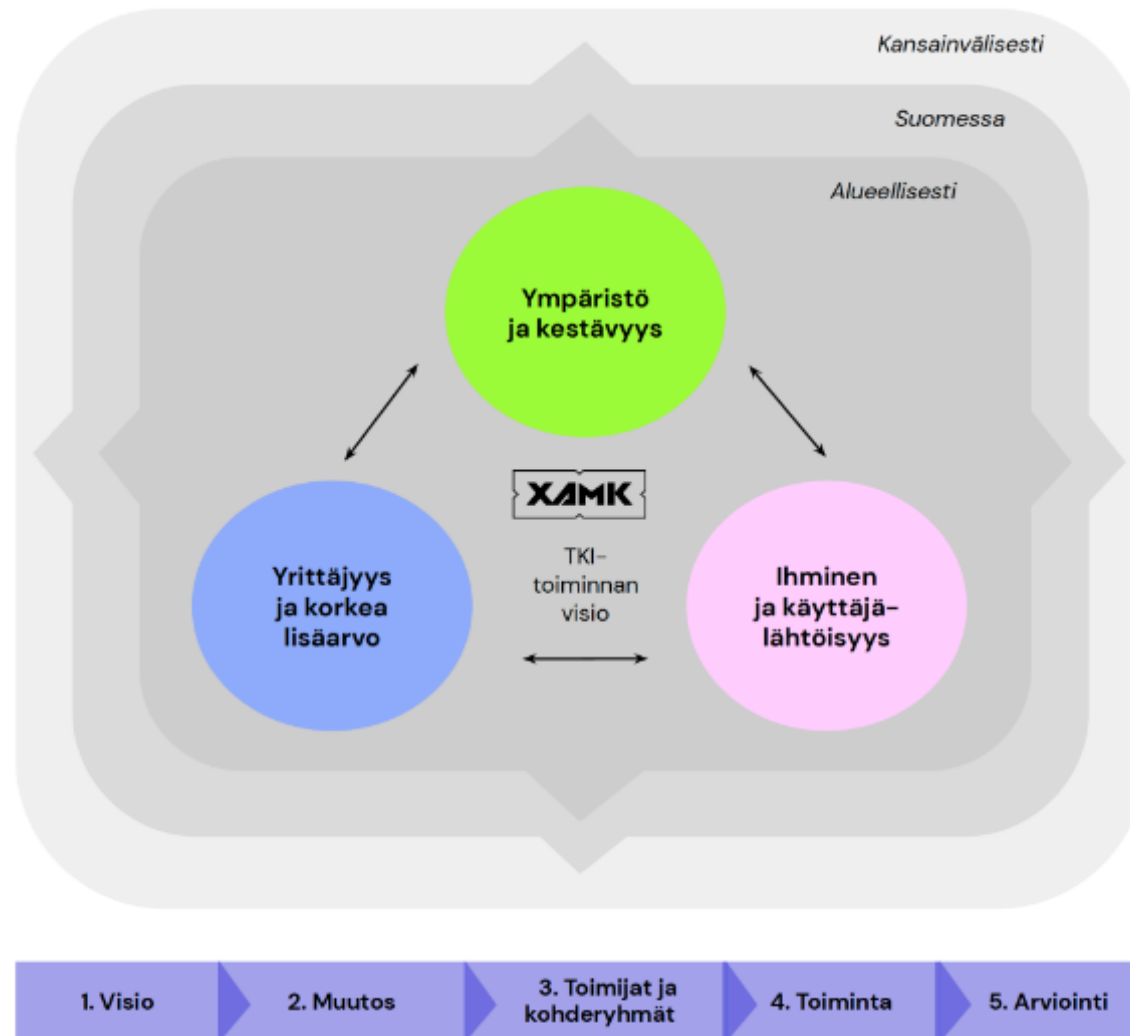 Kansainvälisesti
Suomessa
Alueellisesti
Ympäristö
ja kestävyys
XAMK
TKI-
toiminnan
visio
Yrittäjyys
ja korkea
lisäarvo
Ihminen
ja käyttäjä-
lähtöisyys
1. Visio
2. Muutos
3. Toimijat ja
kohderyhmät
4. Toiminta
5. Arviointi